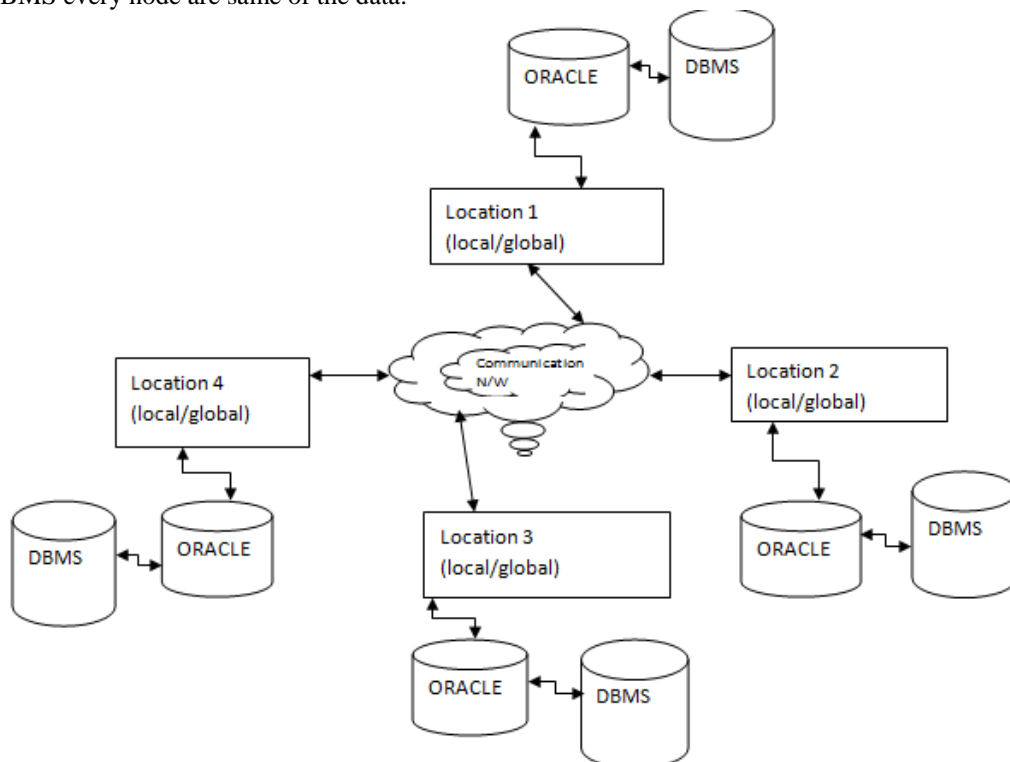 BMS every node are same of the data.
ORACLE
DBMS
Location 1
(local/global)
Communication
N/W
Location 4
(local/global)
Location 2
(local/global)
DBMS
ORACLE
Location 3
(local/global)
ORACLE
DBMS
ORACLE
DBMS